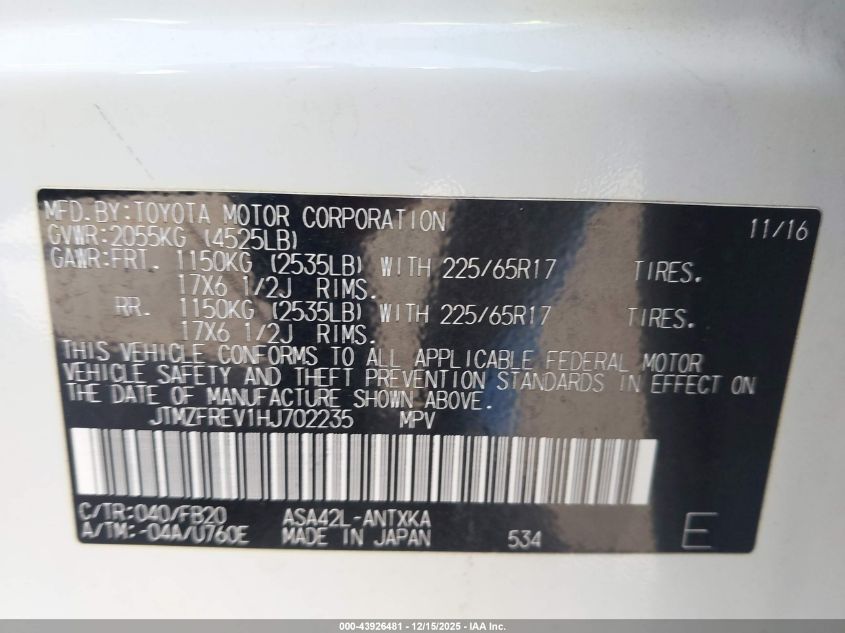 MFD.BY:TOYOTA MOTOR CORPORATION 11/16
GVWR:2055KG (4525LB)
GAWR:FRT. 1150KG (2535LB) WITH 225/65R17 TIRES.
17X6 1/2J RIMS.
RR. 1150KG (2535LB) WITH 225/65R17 TIRES.
17X6 1/2J RIMS.
THIS VEHICLE CONFORMS TO ALL APPLICABLE FEDERAL MOTOR
VEHICLE SAFETY AND THEFT PREVENTION STANDARDS IN EFFECT ON
THE DATE OF MANUFACTURE SHOWN ABOVE.
JTMZFREV1HJ702235 MPV
C/TR:040/FB20 ASA42L-ANTXKA
A/TM:-04A/U760E MADE IN JAPAN 534 E
000-43926481 - 12/15/2025 - IAA Inc.